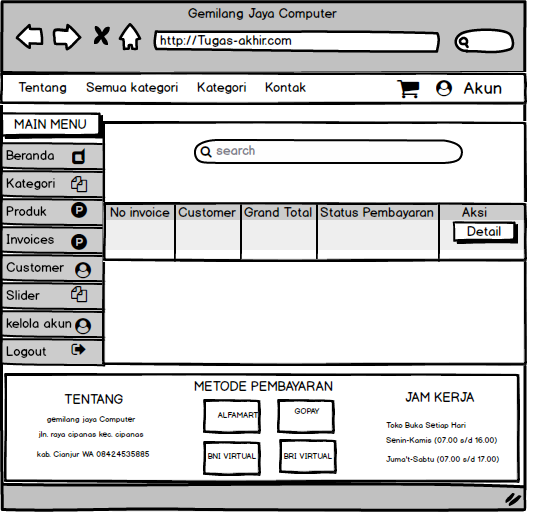 Gemilang Jaya Computer
http://Tugas-akhir.com
Tentang Semua kategori Kategori Kontak Akun
MAIN MENU
search
Beranda
Kategori
Produk
Invoices
Customer
Slider
kelola akun
Logout
No invoice Customer Grand Total Status Pembayaran Aksi
Detail
TENTANG
gemilang jaya Computer
jln. raya cipanas kec. cipanas
kab. Cianjur WA 08424535885
METODE PEMBAYARAN
ALFAMART
GOPAY
BNI VIRTUAL
BRI VIRTUAL
JAM KERJA
Toko Buka Setiap Hari
Senin-Kamis (07.00 s/d 16.00)
Juma't-Sabtu (07.00 s/d 17.00)